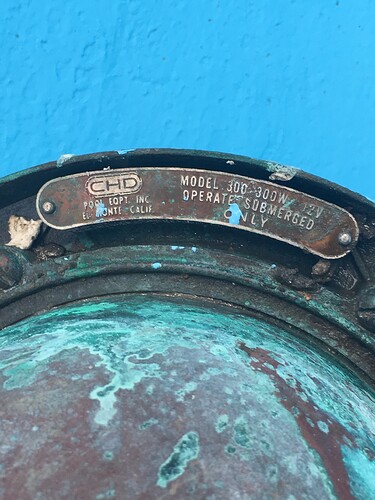 CHD
POOL EQPT. INC.
EL MONTE - CALIF.
MODEL 300-300W - 12V
OPERATE SUBMERGED
ONLY